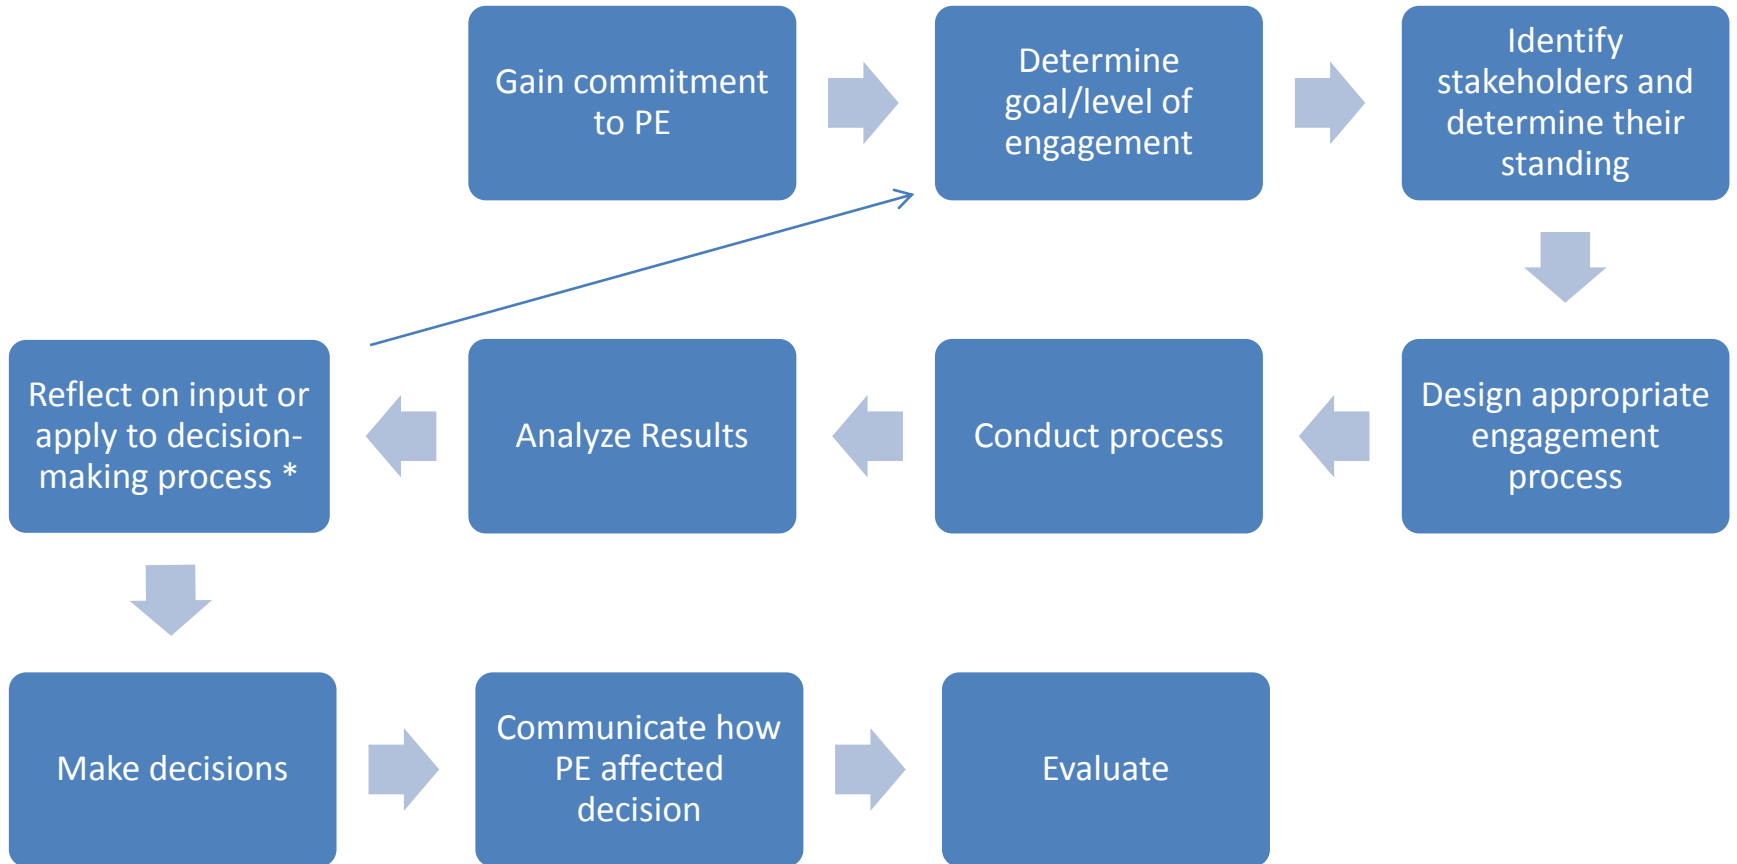 Gain commitment
to PE
Determine
goal/level of
engagement
Identify
stakeholders and
determine their
standing
Design appropriate
engagement
process
Conduct process
Analyze Results
Reflect on input or
apply to decision-
making process *
Make decisions
Communicate how
PE affected
decision
Evaluate